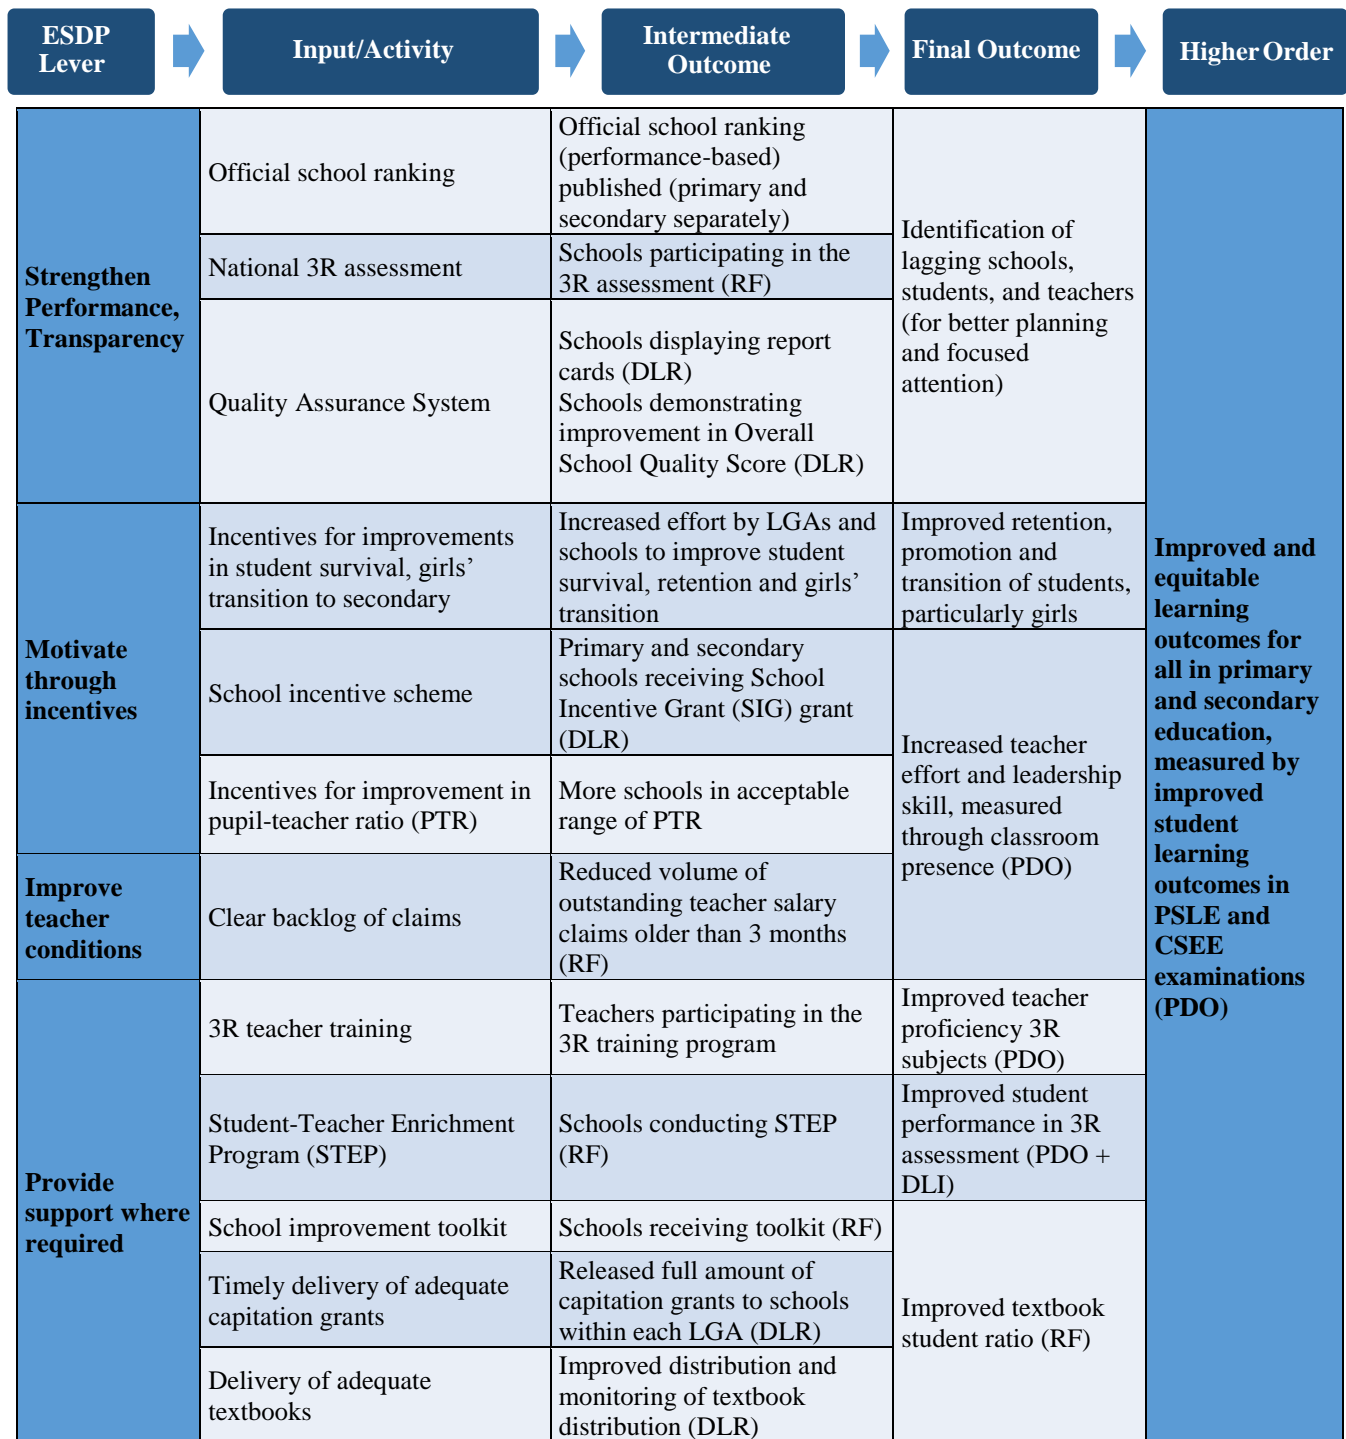 ESDP
Lever
Input/Activity
Intermediate
Outcome
Final Outcome
Higher Order
Strengthen
Performance,
Transparency
Official school ranking
Official school ranking
(performance-based)
published (primary and
secondary separately)
Identification of
lagging schools,
students, and teachers
(for better planning
and focused
attention)
National 3R assessment
Schools participating in the
3R assessment (RF)
Quality Assurance System
Schools displaying report
cards (DLR)
Schools demonstrating
improvement in Overall
School Quality Score (DLR)
Motivate
through
incentives
Incentives for improvements
in student survival, girls’
transition to secondary
Increased effort by LGAs and
schools to improve student
survival, retention and girls’
transition
Improved retention,
promotion and
transition of students,
particularly girls
School incentive scheme
Primary and secondary
schools receiving School
Incentive Grant (SIG) grant
(DLR)
Increased teacher
effort and leadership
skill, measured
through classroom
presence (PDO)
Incentives for improvement in
pupil-teacher ratio (PTR)
More schools in acceptable
range of PTR
Improve
teacher
conditions
Clear backlog of claims
Reduced volume of
outstanding teacher salary
claims older than 3 months
(RF)
Provide
support where
required
3R teacher training
Teachers participating in the
3R training program
Improved teacher
proficiency 3R
subjects (PDO)
Student-Teacher Enrichment
Program (STEP)
Schools conducting STEP
(RF)
Improved student
performance in 3R
assessment (PDO +
DLI)
School improvement toolkit
Schools receiving toolkit (RF)
Improved textbook
student ratio (RF)
Timely delivery of adequate
capitation grants
Released full amount of
capitation grants to schools
within each LGA (DLR)
Delivery of adequate
textbooks
Improved distribution and
monitoring of textbook
distribution (DLR)
Improved and
equitable
learning
outcomes for
all in primary
and secondary
education,
measured by
improved
student
learning
outcomes in
PSLE and
CSEE
examinations
(PDO)